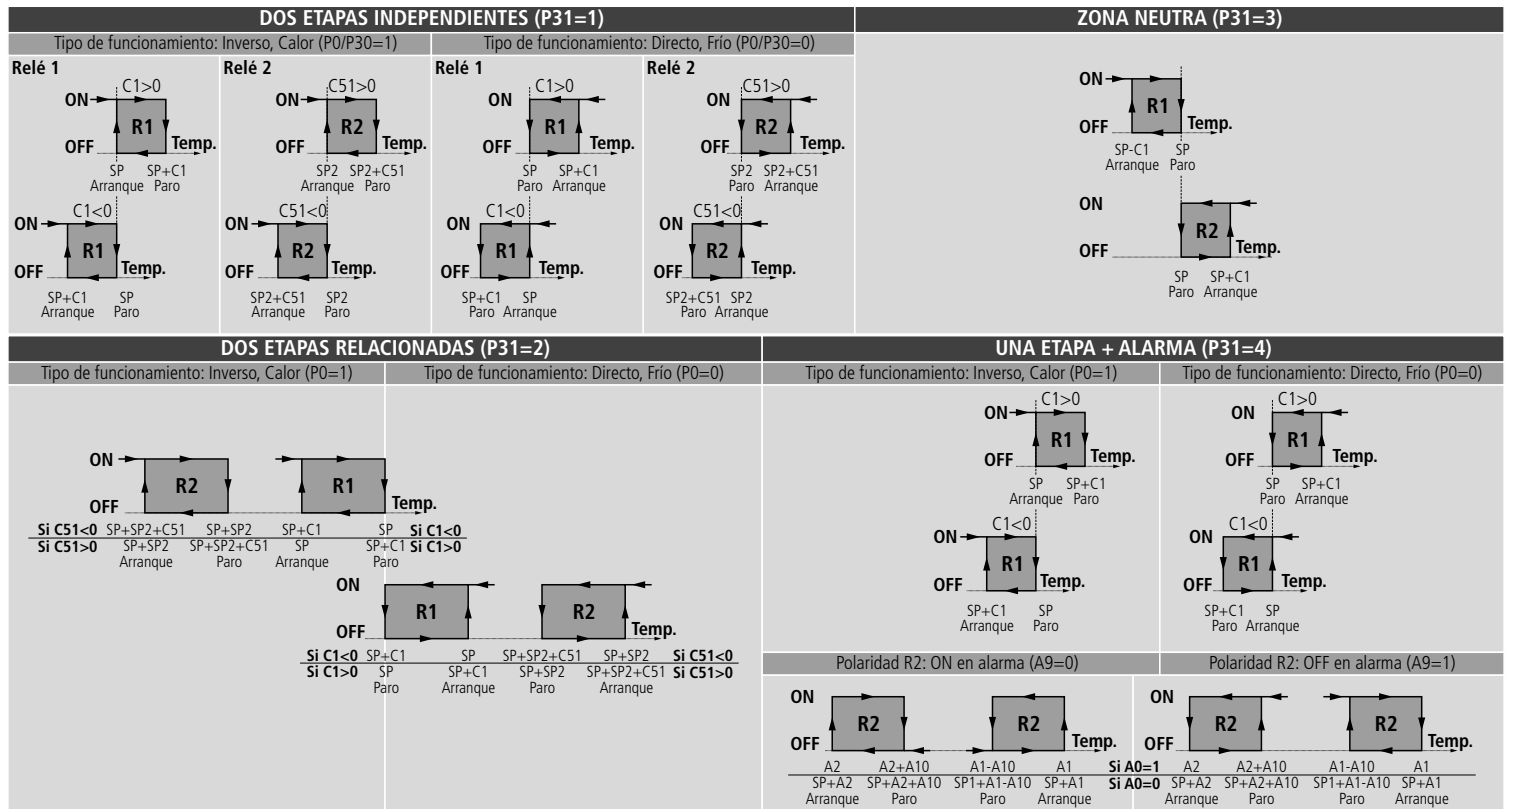 DOS ETAPAS INDEPENDIENTES (P31=1)
Tipo de funcionamiento: Inverso, Calor (P0/P30=1)
Tipo de funcionamiento: Directo, Frío (P0/P30=0)
Relé 1
C1>0
ON
R1
OFF
Temp.
SP SP+C1
Arranque Paro
C1<0
ON
R1
OFF
Temp.
SP+C1 SP
Arranque Paro
Relé 2
C51>0
ON
R2
OFF
Temp.
SP2 SP2+C51
Arranque Paro
C51<0
ON
R2
OFF
Temp.
SP2+C51 SP2
Arranque Paro
Relé 1
C1>0
ON
R1
OFF
Temp.
SP SP+C1
Paro Arranque
C1<0
ON
R1
OFF
Temp.
SP+C1 SP
Paro Arranque
Relé 2
C51>0
ON
R2
OFF
Temp.
SP2 SP2+C51
Paro Arranque
C51<0
ON
R2
OFF
Temp.
SP2+C51 SP2
Paro Arranque
ZONA NEUTRA (P31=3)
ON
R1
OFF
Temp.
SP-C1 SP
Arranque Paro
ON
R2
OFF
Temp.
SP SP+C1
Paro Arranque
DOS ETAPAS RELACIONADAS (P31=2)
Tipo de funcionamiento: Inverso, Calor (P0=1)
Tipo de funcionamiento: Directo, Frío (P0=0)
ON
R2 R1
OFF
Temp.
Si C51<0 SP+SP2+C51 SP+SP2 SP+C1 SP Si C1<0
Si C51>0 SP+SP2 SP+SP2+C51 SP SP+C1 Si C1>0
Arranque Paro Arranque Paro
ON
R1 R2
OFF
Temp.
Si C1<0 SP+C1 SP SP+SP2+C51 SP+SP2 Si C51<0
Si C1>0 SP SP+C1 SP+SP2 SP+SP2+C51 Si C51>0
Paro Arranque Paro Arranque
UNA ETAPA + ALARMA (P31=4)
Tipo de funcionamiento: Inverso, Calor (P0=1)
Tipo de funcionamiento: Directo, Frío (P0=0)
C1>0
ON
R1
OFF
Temp.
SP SP+C1
Arranque Paro
C1<0
ON
R1
OFF
Temp.
SP+C1 SP
Arranque Paro
C1>0
ON
R1
OFF
Temp.
SP SP+C1
Paro Arranque
C1<0
ON
R1
OFF
Temp.
SP+C1 SP
Paro Arranque
Polaridad R2: ON en alarma (A9=0)
Polaridad R2: OFF en alarma (A9=1)
ON
R2 R2
OFF
Temp.
ON
R2 R2
OFF
Temp.
A2 A2+A10 A1-A10 A1 Si A0=1 A2 A2+A10 A1-A10 A1
SP+A2 SP+A2+A10 SP1+A1-A10 SP+A1 Si A0=0 SP+A2 SP+A2+A10 SP1+A1-A10 SP+A1
Arranque Paro Paro Arranque Arranque Paro Paro Arranque